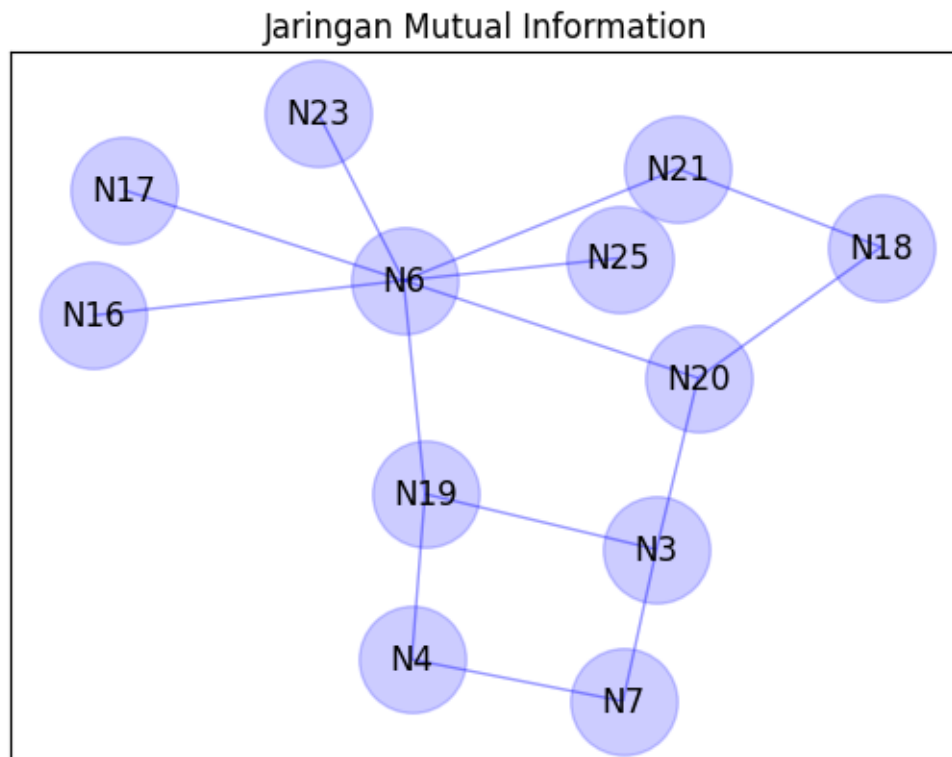 Jaringan Mutual Information
N23
N21
N17
N18
N25
N6
N16
N20
N19
N3
N4
N7